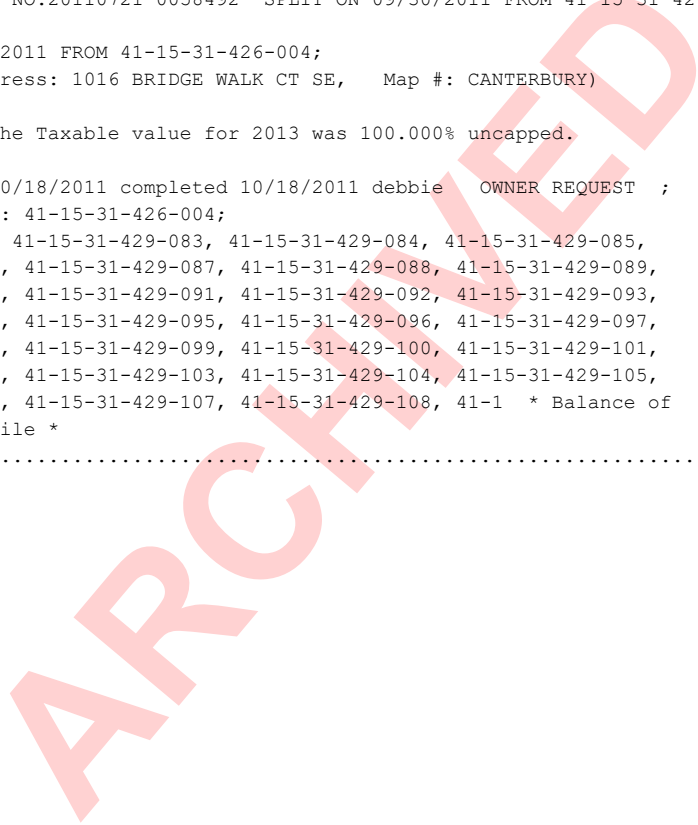 NO.20110721-0058492 SPLIT ON 09/30/2011 FROM 41-15-31-42
2011 FROM 41-15-31-426-004;
ress: 1016 BRIDGE WALK CT SE, Map #: CANTERBURY)
he Taxable value for 2013 was 100.000% uncapped.
0/18/2011 completed 10/18/2011 debbie OWNER REQUEST ;
: 41-15-31-426-004;
41-15-31-429-083, 41-15-31-429-084, 41-15-31-429-085,
, 41-15-31-429-087, 41-15-31-429-088, 41-15-31-429-089,
, 41-15-31-429-091, 41-15-31-429-092, 41-15-31-429-093,
, 41-15-31-429-095, 41-15-31-429-096, 41-15-31-429-097,
, 41-15-31-429-099, 41-15-31-429-100, 41-15-31-429-101,
, 41-15-31-429-103, 41-15-31-429-104, 41-15-31-429-105,
, 41-15-31-429-107, 41-15-31-429-108, 41-1 * Balance of
ile *
.........................................................
ARCHIVED